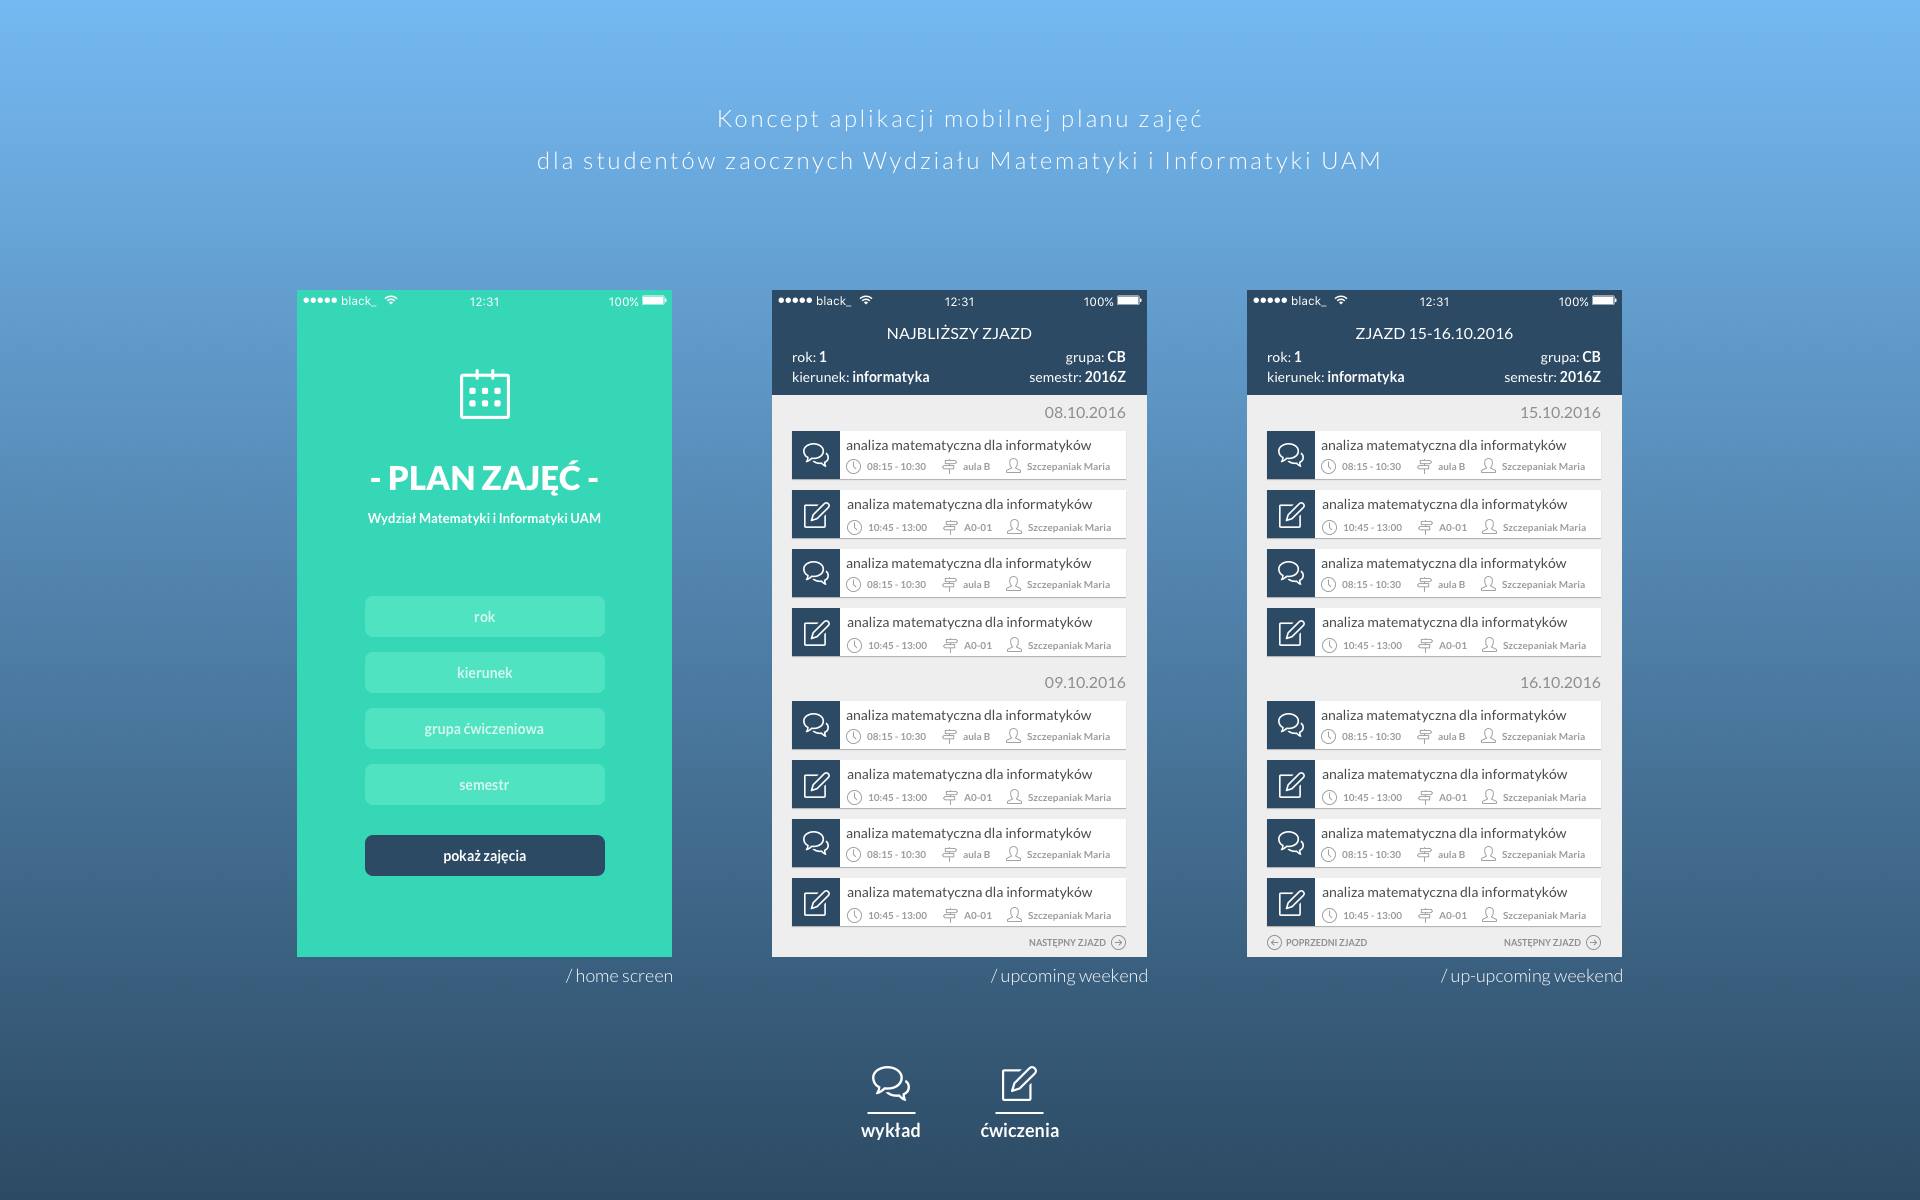 Koncept aplikacji mobilnej planu zajęć
dla studentów zaocznych Wydziału Matematyki i Informatyki UAM
black_ 12:31 100%
- PLAN ZAJĘĆ -
Wydział Matematyki i Informatyki UAM
rok
kierunek
grupa ćwiczeniowa
semestr
pokaż zajęcia
/ home screen
black_ 12:31 100%
NAJBLIŻSZY ZJAZD
rok: 1 grupa: CB
kierunek: informatyka semestr: 2016Z
08.10.2016
analiza matematyczna dla informatyków
08:15 - 10:30 aula B Szczepaniak Maria
analiza matematyczna dla informatyków
10:45 - 13:00 A0-01 Szczepaniak Maria
analiza matematyczna dla informatyków
08:15 - 10:30 aula B Szczepaniak Maria
analiza matematyczna dla informatyków
10:45 - 13:00 A0-01 Szczepaniak Maria
09.10.2016
analiza matematyczna dla informatyków
08:15 - 10:30 aula B Szczepaniak Maria
analiza matematyczna dla informatyków
10:45 - 13:00 A0-01 Szczepaniak Maria
analiza matematyczna dla informatyków
08:15 - 10:30 aula B Szczepaniak Maria
analiza matematyczna dla informatyków
10:45 - 13:00 A0-01 Szczepaniak Maria
NASTĘPNY ZJAZD
/ upcoming weekend
black_ 12:31 100%
ZJAZD 15-16.10.2016
rok: 1 grupa: CB
kierunek: informatyka semestr: 2016Z
15.10.2016
analiza matematyczna dla informatyków
08:15 - 10:30 aula B Szczepaniak Maria
analiza matematyczna dla informatyków
10:45 - 13:00 A0-01 Szczepaniak Maria
analiza matematyczna dla informatyków
08:15 - 10:30 aula B Szczepaniak Maria
analiza matematyczna dla informatyków
10:45 - 13:00 A0-01 Szczepaniak Maria
16.10.2016
analiza matematyczna dla informatyków
08:15 - 10:30 aula B Szczepaniak Maria
analiza matematyczna dla informatyków
10:45 - 13:00 A0-01 Szczepaniak Maria
analiza matematyczna dla informatyków
08:15 - 10:30 aula B Szczepaniak Maria
analiza matematyczna dla informatyków
10:45 - 13:00 A0-01 Szczepaniak Maria
POPRZEDNI ZJAZD NASTĘPNY ZJAZD
/ up-upcoming weekend
wykład ćwiczenia